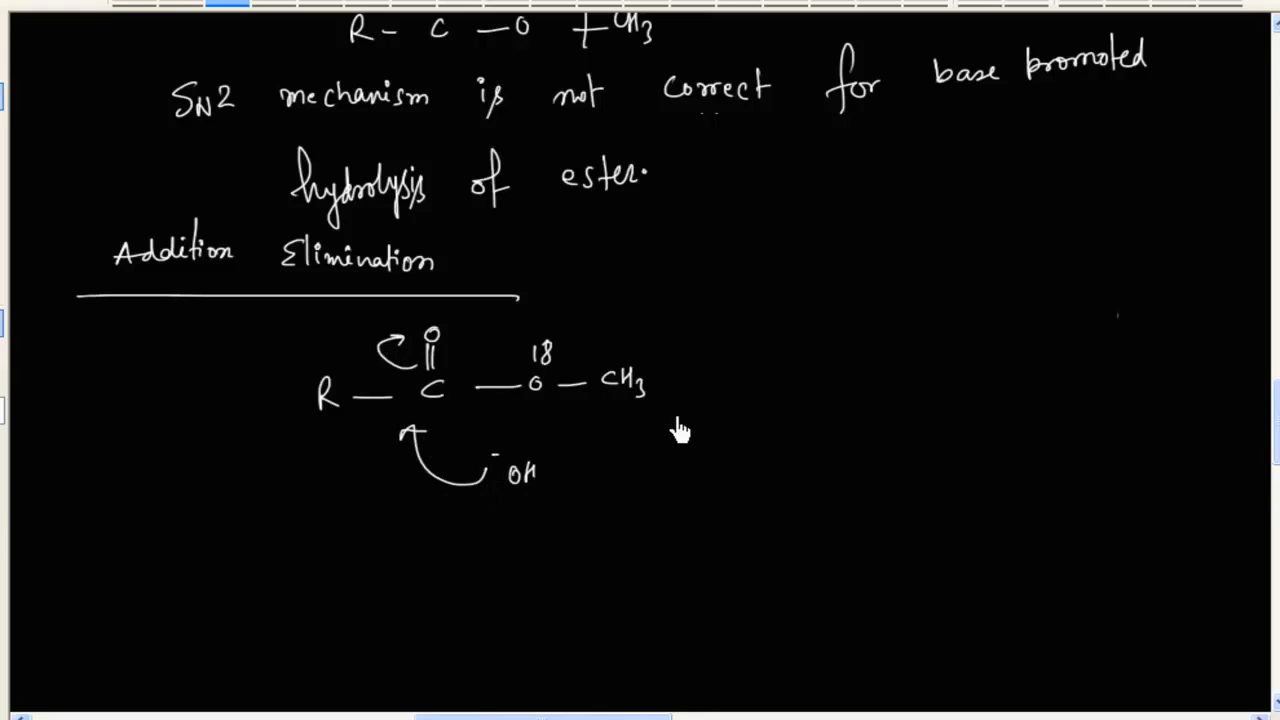 R - C - O + CH3
SN2 mechanism is not correct for base promoted
hydrolysis of ester.
Addition Elimination
O 18
R — C — O — CH3
- OH